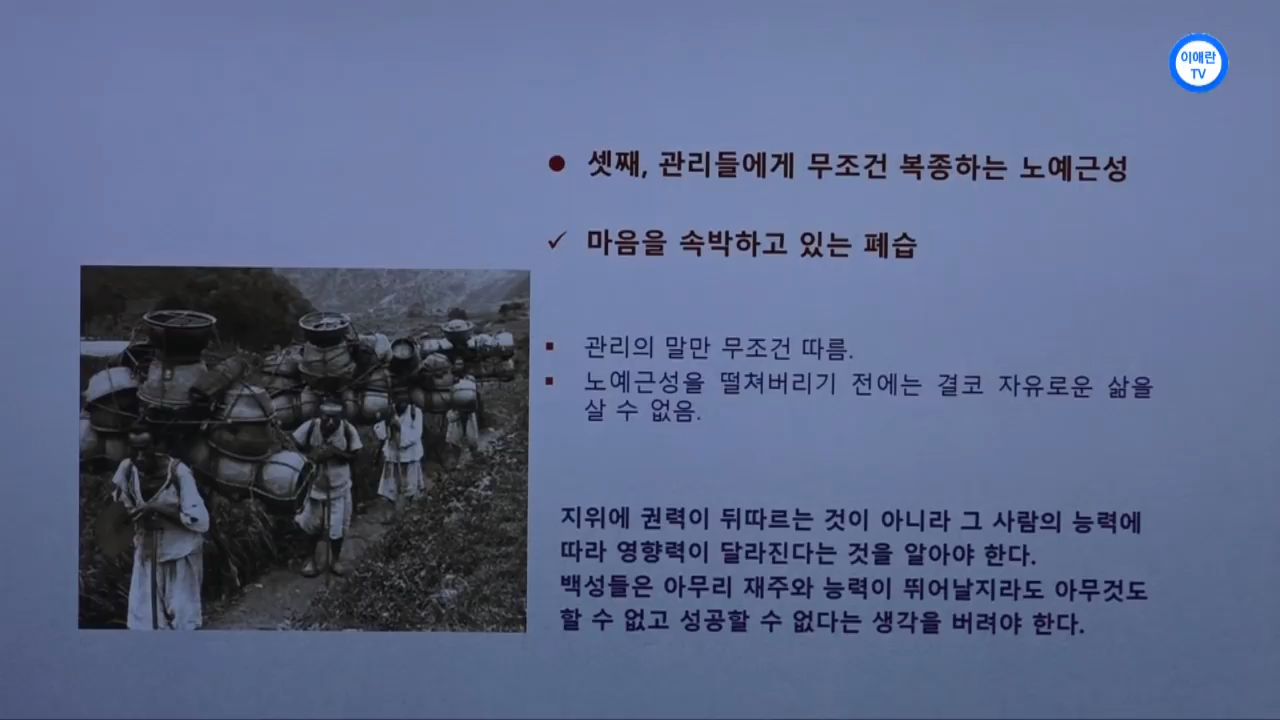 이애란
TV
셋째, 관리들에게 무조건 복종하는 노예근성
마음을 속박하고 있는 폐습
관리의 말만 무조건 따름.
노예근성을 떨쳐버리기 전에는 결코 자유로운 삶을
살 수 없음.
지위에 권력이 뒤따르는 것이 아니라 그 사람의 능력에
따라 영향력이 달라진다는 것을 알아야 한다.
백성들은 아무리 재주와 능력이 뛰어날지라도 아무것도
할 수 없고 성공할 수 없다는 생각을 버려야 한다.